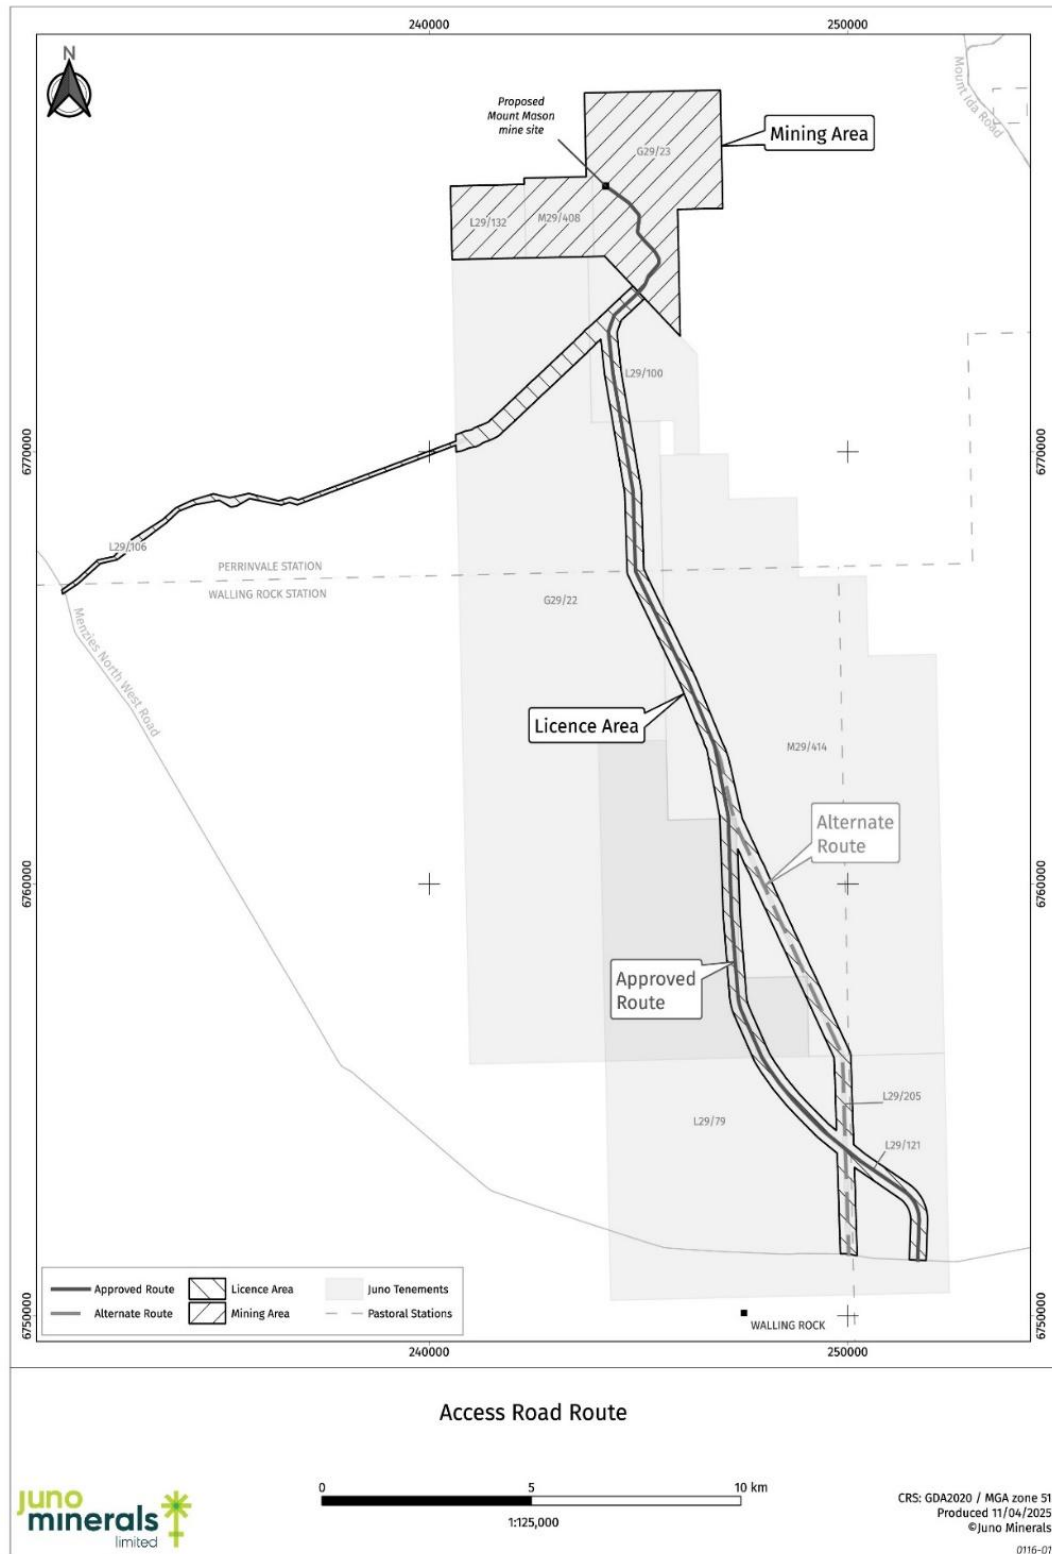 240000
250000
N
Proposed
Mount Mason
mine site
Mount Ida Road
Mining Area
G29/23
L29/132
M29/408
L29/100
6770000
6770000
L29/106
PERRINVALE STATION
WALLING ROCK STATION
G29/22
Menzies North West Road
Licence Area
M29/414
Alternate
Route
6760000
6760000
Approved
Route
L29/205
L29/79
L29/121
Approved Route
Licence Area
Juno Tenements
Alternate Route
Mining Area
Pastoral Stations
6750000
6750000
WALLING ROCK
240000
250000
Access Road Route
juno
minerals
limited
0 5 10 km
1:125,000
CRS: GDA2020 / MGA zone 51
Produced 11/04/2025
©Juno Minerals
0116-01